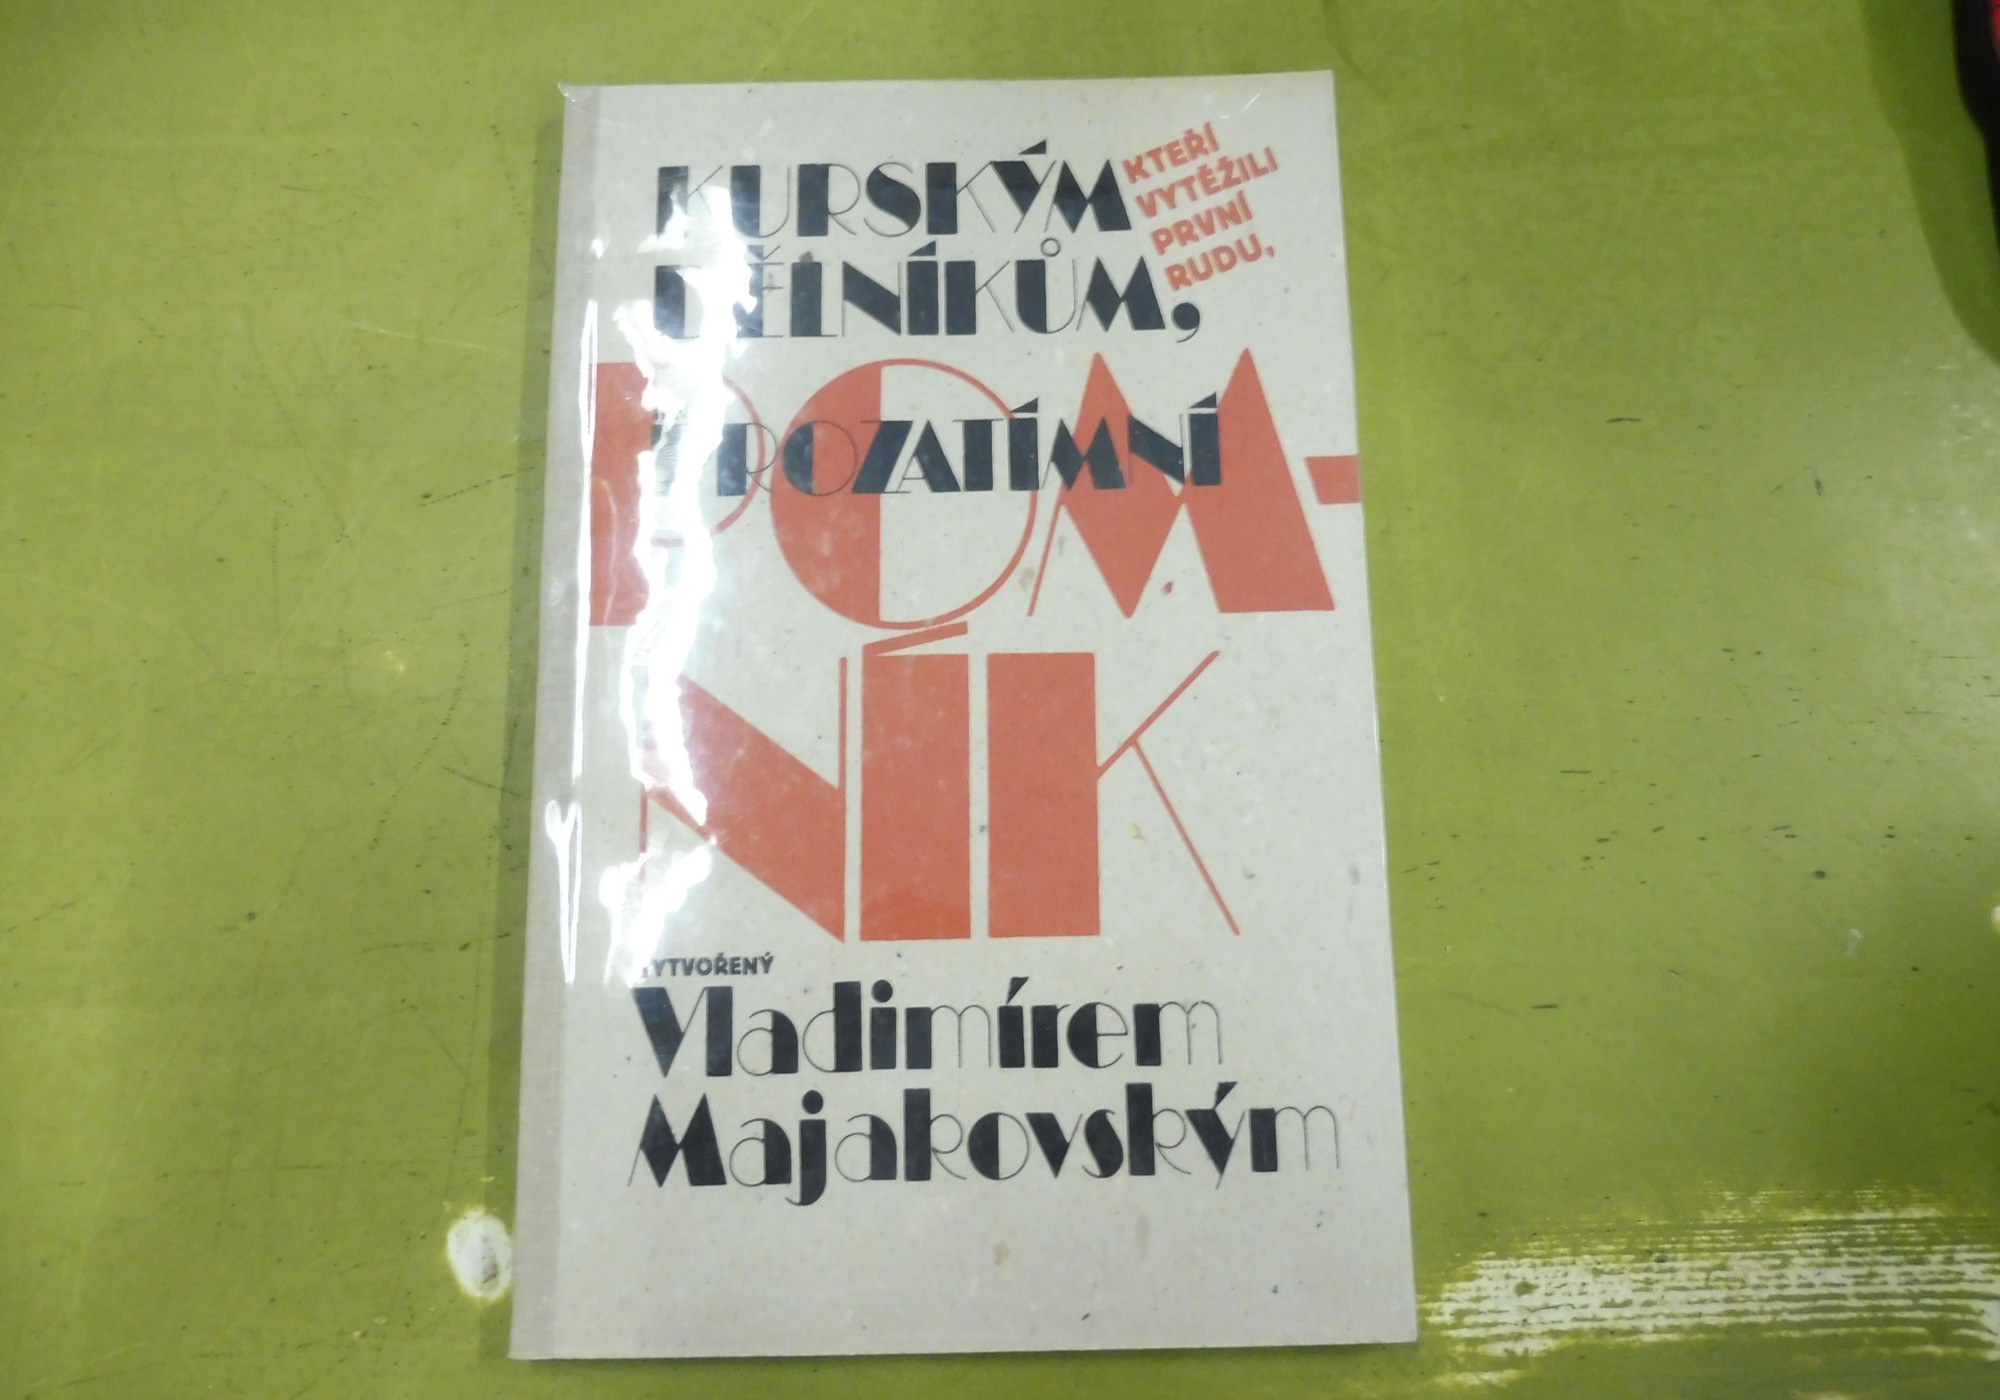 KURSKÝM
DĚLNÍKŮM,
KTEŘÍ
VYTĚŽILI
PRVNÍ
RUDU,
PROZATÍMNÍ
POM-
NÍK
VYTVOŘENÝ
Vladimírem
Majakovským